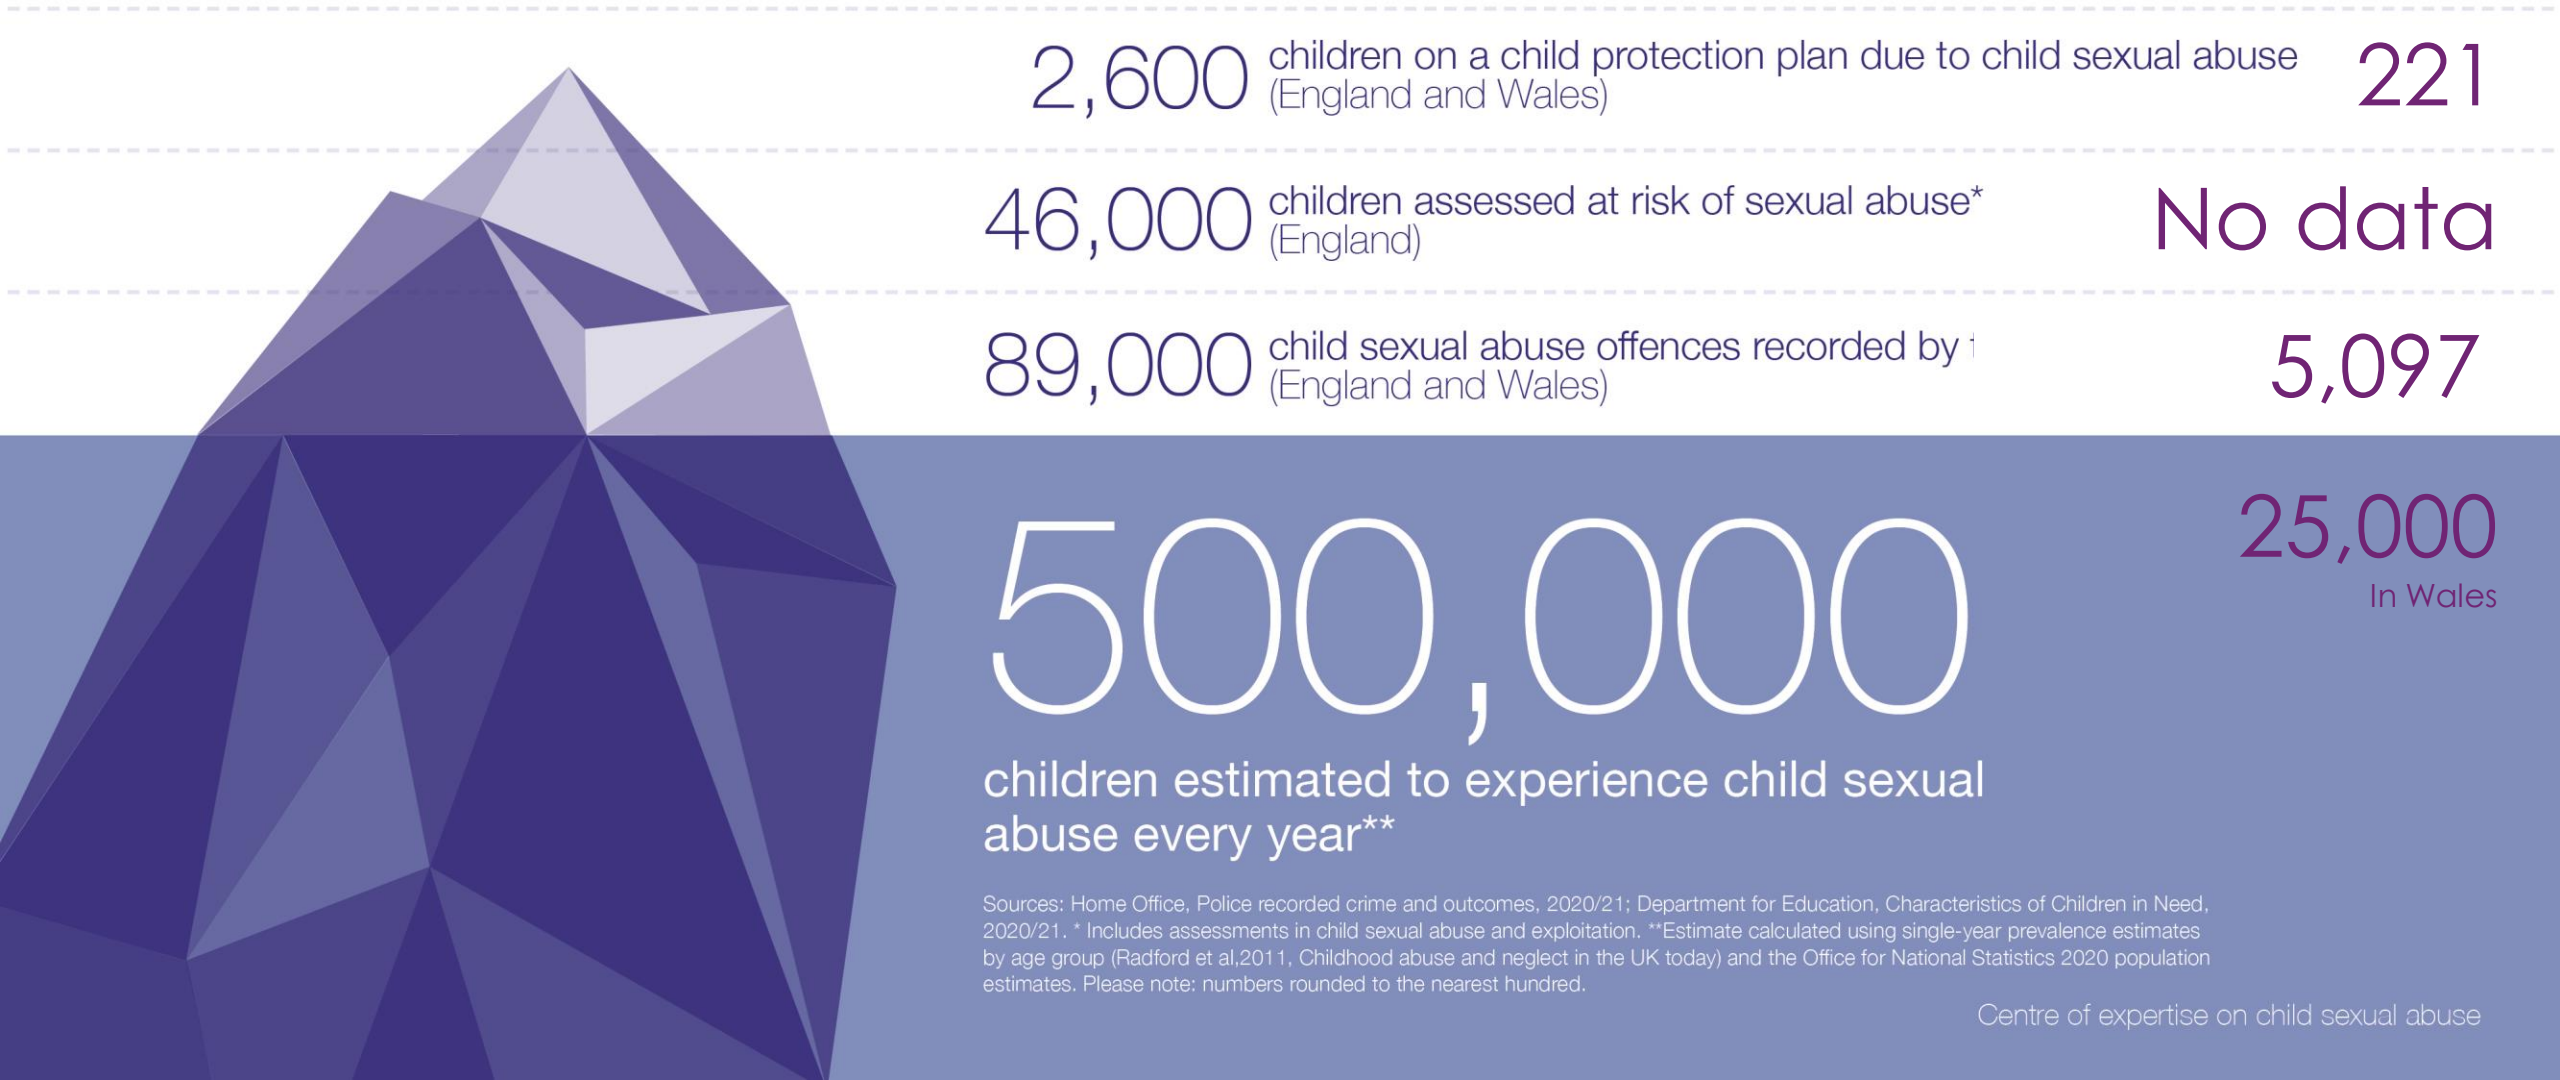 2,600 children on a child protection plan due to child sexual abuse 221
(England and Wales)
46,000 children assessed at risk of sexual abuse* No data
(England)
89,000 child sexual abuse offences recorded by 5,097
(England and Wales)
500,000
25,000
In Wales
children estimated to experience child sexual
abuse every year**
Sources: Home Office, Police recorded crime and outcomes, 2020/21; Department for Education, Characteristics of Children in Need,
2020/21. * Includes assessments in child sexual abuse and exploitation. **Estimate calculated using single-year prevalence estimates
by age group (Radford et al,2011, Childhood abuse and neglect in the UK today) and the Office for National Statistics 2020 population
estimates. Please note: numbers rounded to the nearest hundred.
Centre of expertise on child sexual abuse